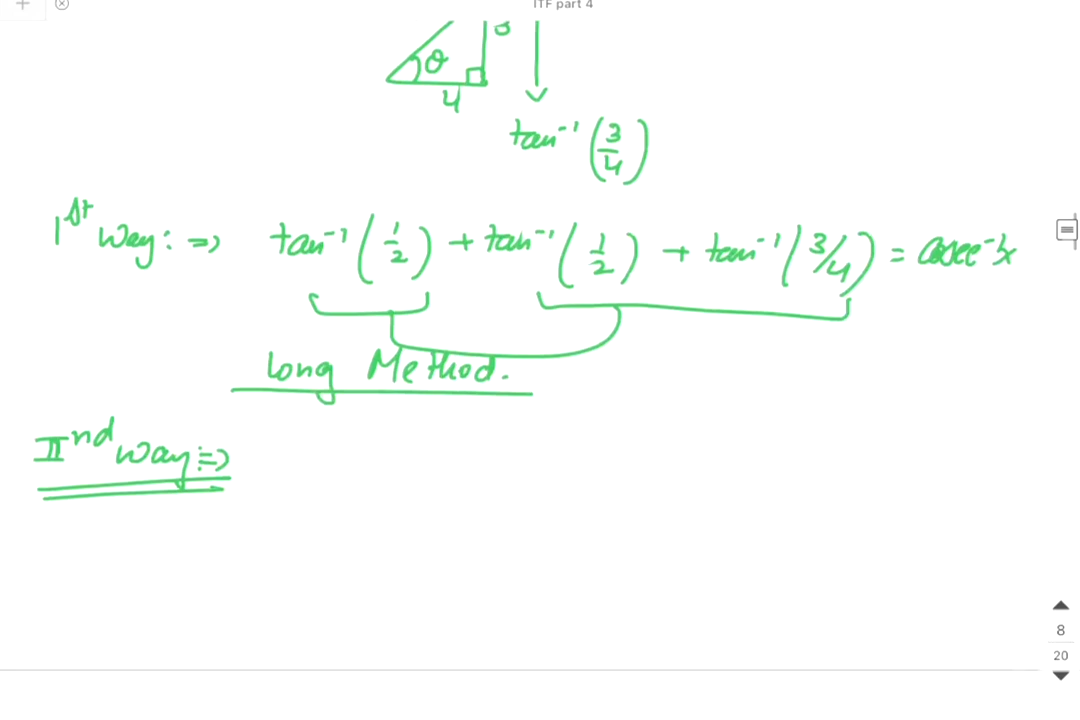 ITF part 4
θ
4
tan⁻¹(3/4)
1st Way: => tan⁻¹(1/2) + tan⁻¹(1/2) + tan⁻¹(3/4) = cosec⁻¹x
Long Method.
IInd Way =>
8
20